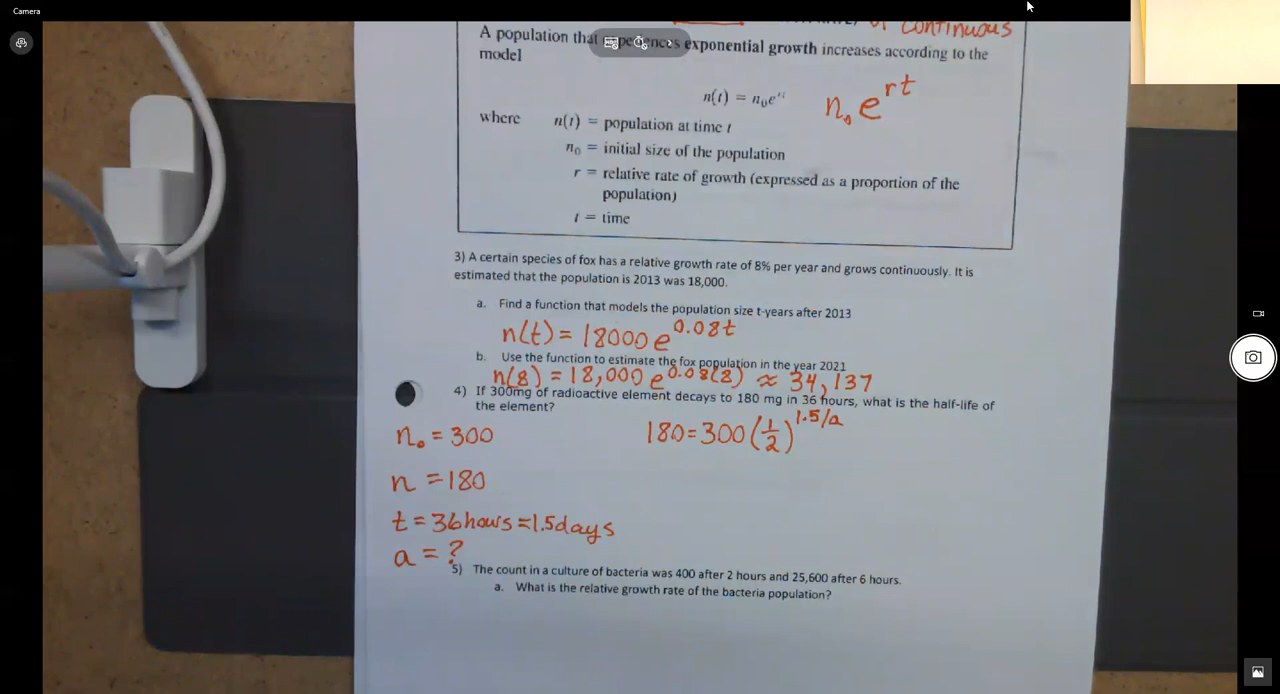 Camera
of continuous
A population that experiences exponential growth increases according to the
model
n(t) = n₀eʳᵗ
n₀eʳᵗ
where n(t) = population at time t
n₀ = initial size of the population
r = relative rate of growth (expressed as a proportion of the
population)
t = time
3) A certain species of fox has a relative growth rate of 8% per year and grows continuously. It is
estimated that the population is 2013 was 18,000.
a. Find a function that models the population size t-years after 2013
n(t) = 18000 e^0.08t
b. Use the function to estimate the fox population in the year 2021
n(8) = 18,000 e^0.08(8) ≈ 34,137
4) If 300mg of radioactive element decays to 180 mg in 36 hours, what is the half-life of
the element?
n₀ = 300
180 = 300 (1/2)^1.5/a
n = 180
t = 36 hours = 1.5 days
a = ?
5) The count in a culture of bacteria was 400 after 2 hours and 25,600 after 6 hours.
a. What is the relative growth rate of the bacteria population?